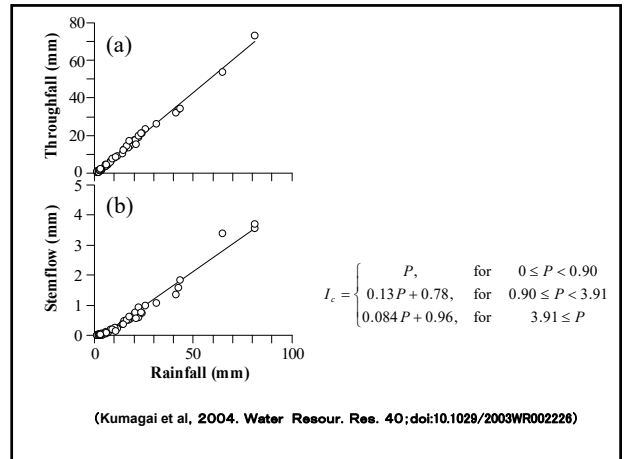 80
(a)
60
40
20
0
Throughfall (mm)
5
(b)
4
3
2
1
0
Stemflow (mm)
0 50 100
Rainfall (mm)
P, for 0 ≤ P < 0.90
I_c = { 0.13P + 0.78, for 0.90 ≤ P < 3.91
0.084P + 0.96, for 3.91 ≤ P
(Kumagai et al, 2004. Water Resour. Res. 40;doi:10.1029/2003WR002226)